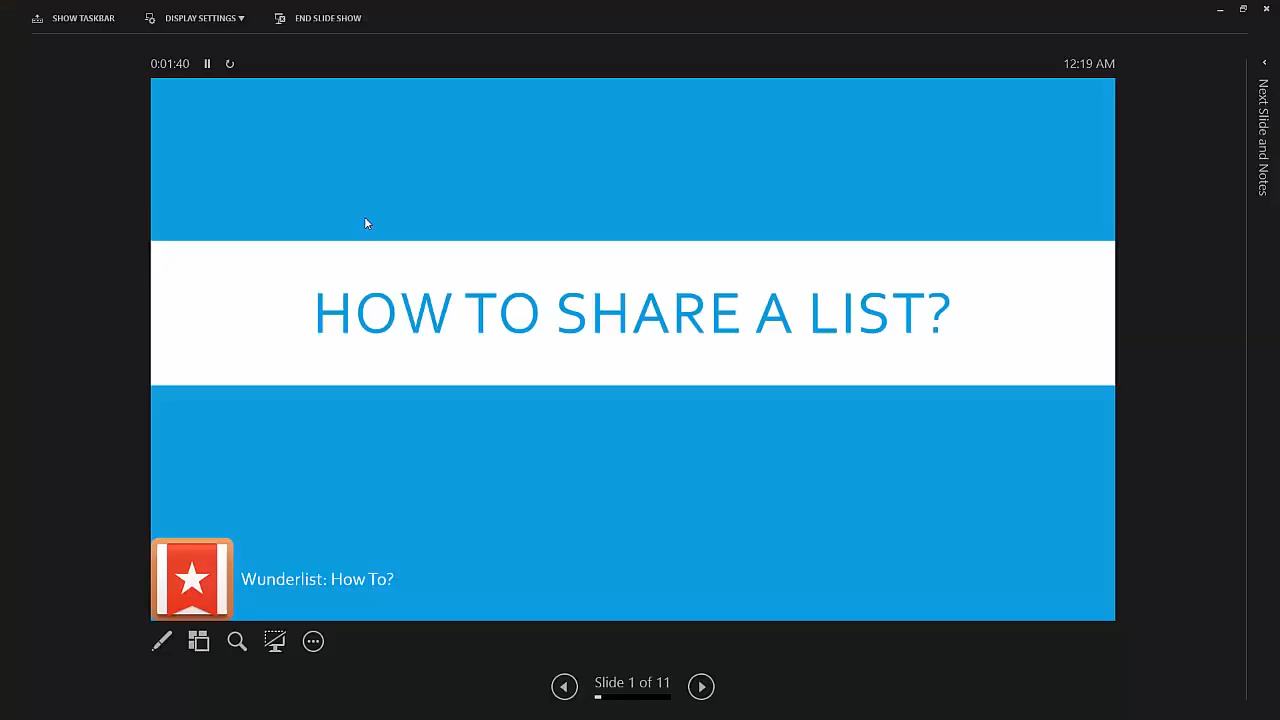 SHOW TASKBAR
DISPLAY SETTINGS ▼
END SLIDE SHOW
0:01:40
12:19 AM
Next Slide and Notes
HOW TO SHARE A LIST?
Wunderlist: How To?
Slide 1 of 11